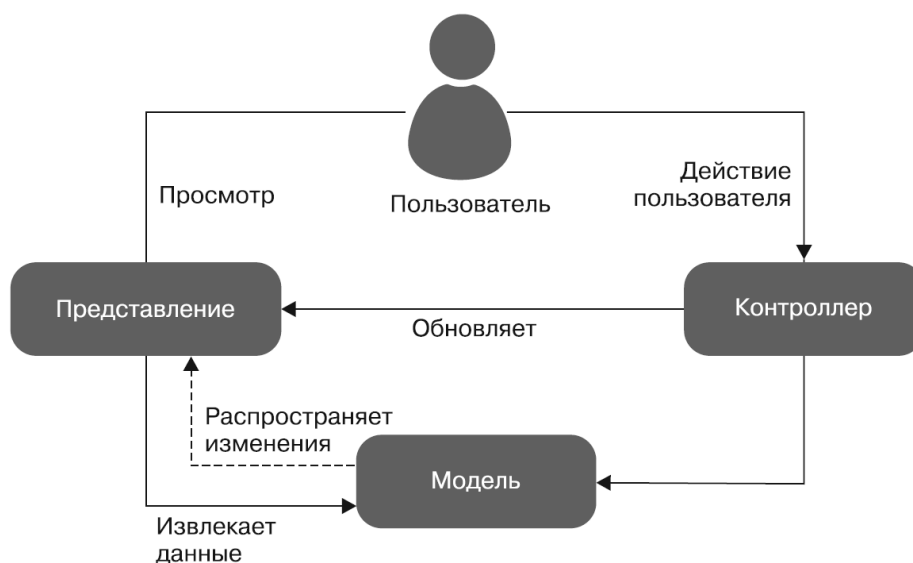 Просмотр
Пользователь
Действие
пользователя
Представление
Обновляет
Контроллер
Распространяет
изменения
Модель
Извлекает
данные